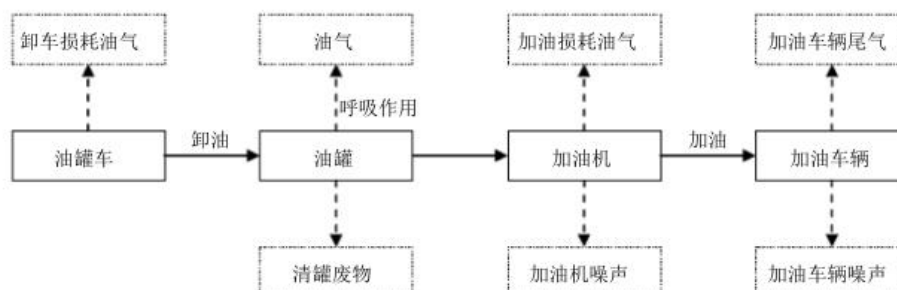 卸车损耗油气
油气
加油损耗油气
加油车辆尾气
呼吸作用
卸油
加油
油罐车
油罐
加油机
加油车辆
清罐废物
加油机噪声
加油车辆噪声